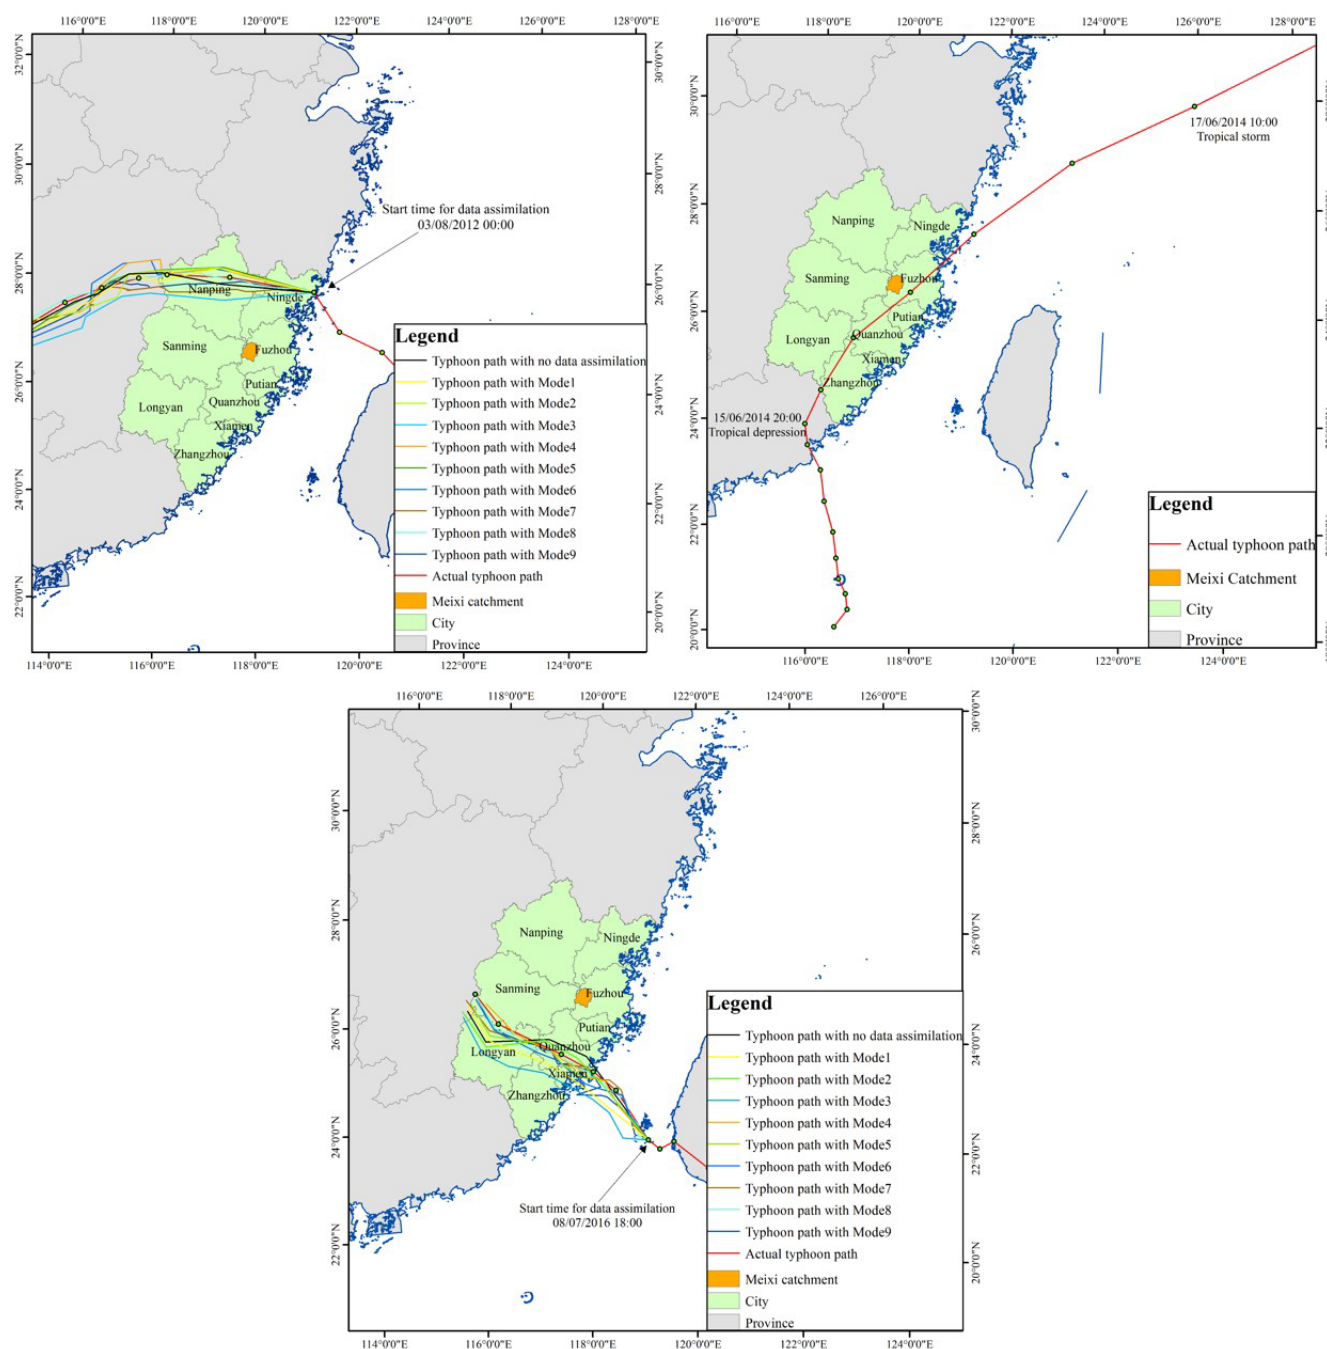 116°0'0"E 118°0'0"E 120°0'0"E 122°0'0"E
32°0'0"N
30°0'0"N
28°0'0"N
26°0'0"N
24°0'0"N
22°0'0"N
30°0'0"N
28°0'0"N
26°0'0"N
24°0'0"N
22°0'0"N
20°0'0"N
Start time for data assimilation
03/08/2012 00:00
Nanping
Ningde
Sanming
Fuzhou
Putian
Longyan
Quanzhou
Xiamen
Zhangzhou
Legend
Typhoon path with no data assimilation
Typhoon path with Mode1
Typhoon path with Mode2
Typhoon path with Mode3
Typhoon path with Mode4
Typhoon path with Mode5
Typhoon path with Mode6
Typhoon path with Mode7
Typhoon path with Mode8
Typhoon path with Mode9
Actual typhoon path
Meixi catchment
City
Province
114°0'0"E 116°0'0"E 118°0'0"E 120°0'0"E 122°0'0"E 124°0'0"E
116°0'0"E 118°0'0"E 120°0'0"E 122°0'0"E 124°0'0"E 126°0'0"E 128°0'0"E
30°0'0"N
28°0'0"N
26°0'0"N
24°0'0"N
22°0'0"N
20°0'0"N
17/06/2014 10:00
Tropical storm
Nanping
Ningde
Sanming
Fuzhou
Putian
Longyan
Quanzhou
Xiamen
Zhangzhou
15/06/2014 20:00
Tropical depression
Legend
Actual typhoon path
Meixi Catchment
City
Province
116°0'0"E 118°0'0"E 120°0'0"E 122°0'0"E 124°0'0"E
116°0'0"E 118°0'0"E 120°0'0"E 122°0'0"E 124°0'0"E 126°0'0"E
30°0'0"N
28°0'0"N
26°0'0"N
24°0'0"N
22°0'0"N
30°0'0"N
28°0'0"N
26°0'0"N
24°0'0"N
22°0'0"N
20°0'0"N
Nanping
Ningde
Sanming
Fuzhou
Putian
Quanzhou
Longyan
Xiamen
Zhangzhou
Start time for data assimilation
08/07/2016 18:00
Legend
Typhoon path with no data assimilation
Typhoon path with Mode1
Typhoon path with Mode2
Typhoon path with Mode3
Typhoon path with Mode4
Typhoon path with Mode5
Typhoon path with Mode6
Typhoon path with Mode7
Typhoon path with Mode8
Typhoon path with Mode9
Actual typhoon path
Meixi catchment
City
Province
114°0'0"E 116°0'0"E 118°0'0"E 120°0'0"E 122°0'0"E 124°0'0"E